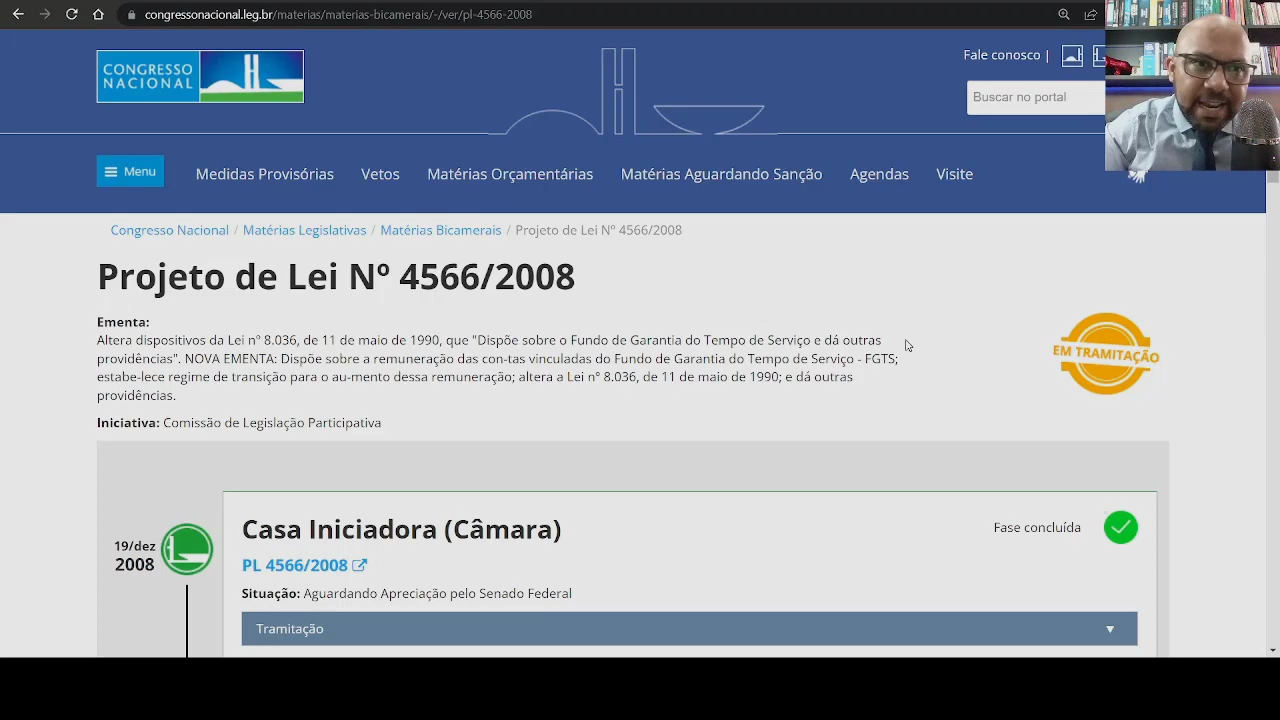 congressonacional.leg.br/materias/materias-bicamerais/-/ver/pl-4566-2008
CONGRESSO
NACIONAL
Fale conosco |
Buscar no portal
Menu
Medidas Provisórias
Vetos
Matérias Orçamentárias
Matérias Aguardando Sanção
Agendas
Visite
Congresso Nacional / Matérias Legislativas / Matérias Bicamerais / Projeto de Lei Nº 4566/2008
Projeto de Lei Nº 4566/2008
Ementa:
Altera dispositivos da Lei nº 8.036, de 11 de maio de 1990, que "Dispõe sobre o Fundo de Garantia do Tempo de Serviço e dá outras
providências". NOVA EMENTA: Dispõe sobre a remuneração das con-tas vinculadas do Fundo de Garantia do Tempo de Serviço - FGTS;
estabe-lece regime de transição para o au-mento dessa remuneração; altera a Lei nº 8.036, de 11 de maio de 1990; e dá outras
providências.
EM TRAMITAÇÃO
Iniciativa: Comissão de Legislação Participativa
19/dez
2008
Casa Iniciadora (Câmara)
Fase concluída
PL 4566/2008
Situação: Aguardando Apreciação pelo Senado Federal
Tramitação